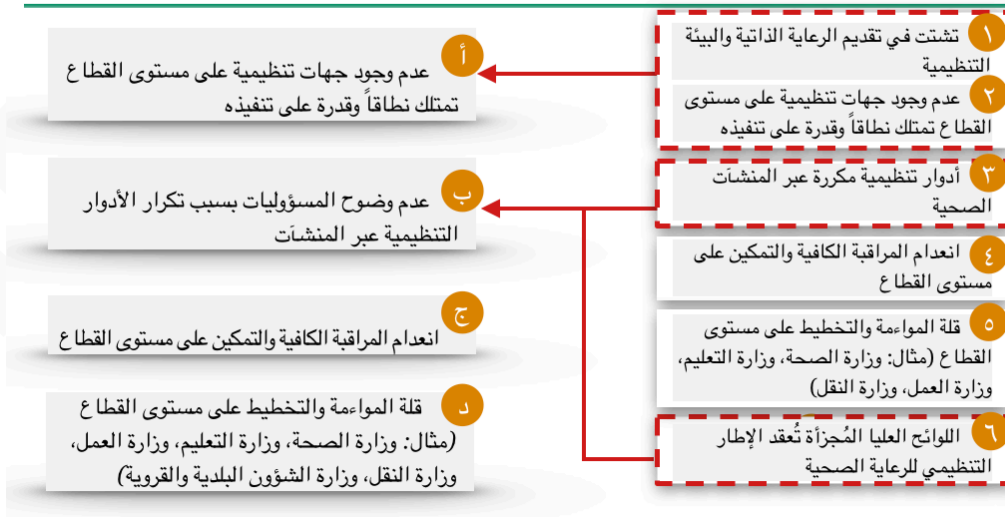 ١ تشتت في تقديم الرعاية الذاتية والبيئة
التنظيمية
٢ عدم وجود جهات تنظيمية على مستوى
القطاع تمتلك نطاقاً وقدرة على تنفيذه
٣ أدوار تنظيمية مكررة عبر المنشآت
الصحية
٤ انعدام المراقبة الكافية والتمكين على
مستوى القطاع
٥ قلة المواءمة والتخطيط على مستوى
القطاع (مثال: وزارة الصحة، وزارة التعليم،
وزارة العمل، وزارة النقل)
٦ اللوائح العليا المُجزأة تُعقد الإطار
التنظيمي للرعاية الصحية
أ عدم وجود جهات تنظيمية على مستوى القطاع
تمتلك نطاقاً وقدرة على تنفيذه
ب عدم وضوح المسؤوليات بسبب تكرار الأدوار
التنظيمية عبر المنشآت
ج انعدام المراقبة الكافية والتمكين على مستوى القطاع
د قلة المواءمة والتخطيط على مستوى القطاع
(مثال: وزارة الصحة، وزارة التعليم، وزارة العمل،
وزارة النقل، وزارة الشؤون البلدية والقروية)